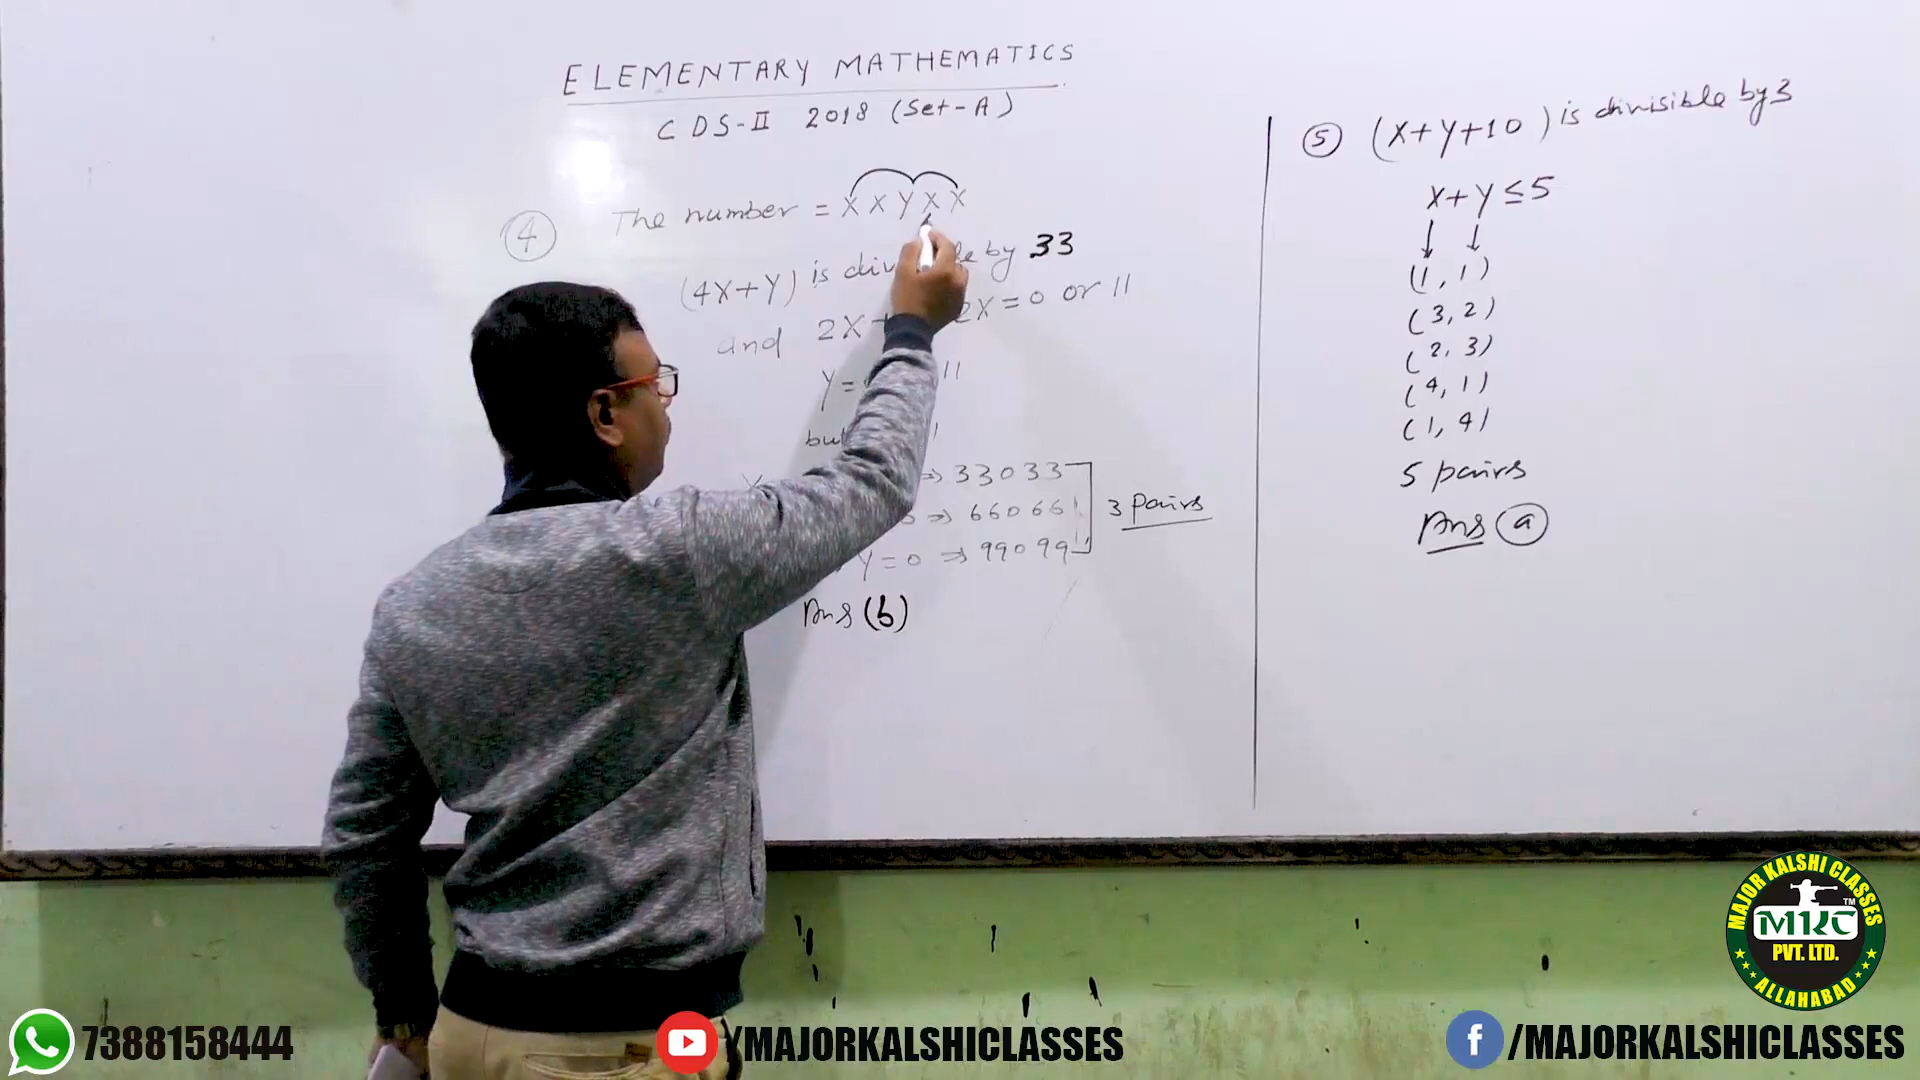 ELEMENTARY MATHEMATICS
CDS-II 2018 (Set-A)
④ The number = X X Y X X
(4X+Y) is by 33
and 2X+ 2X = 0 or 11
Y = 11
⇒ 33033
⇒ 66066
Y=0 ⇒ 99099
3 pairs
Ans (b)
⑤ (X+Y+10) is divisible by 3
X+Y ≤ 5
(1, 1)
(3, 2)
(2, 3)
(4, 1)
(1, 4)
5 pairs
Ans ⓐ
MAJOR KALSHI CLASSES
MKC TM
PVT. LTD.
ALLAHABAD
7388158444
/MAJORKALSHICLASSES
/MAJORKALSHICLASSES